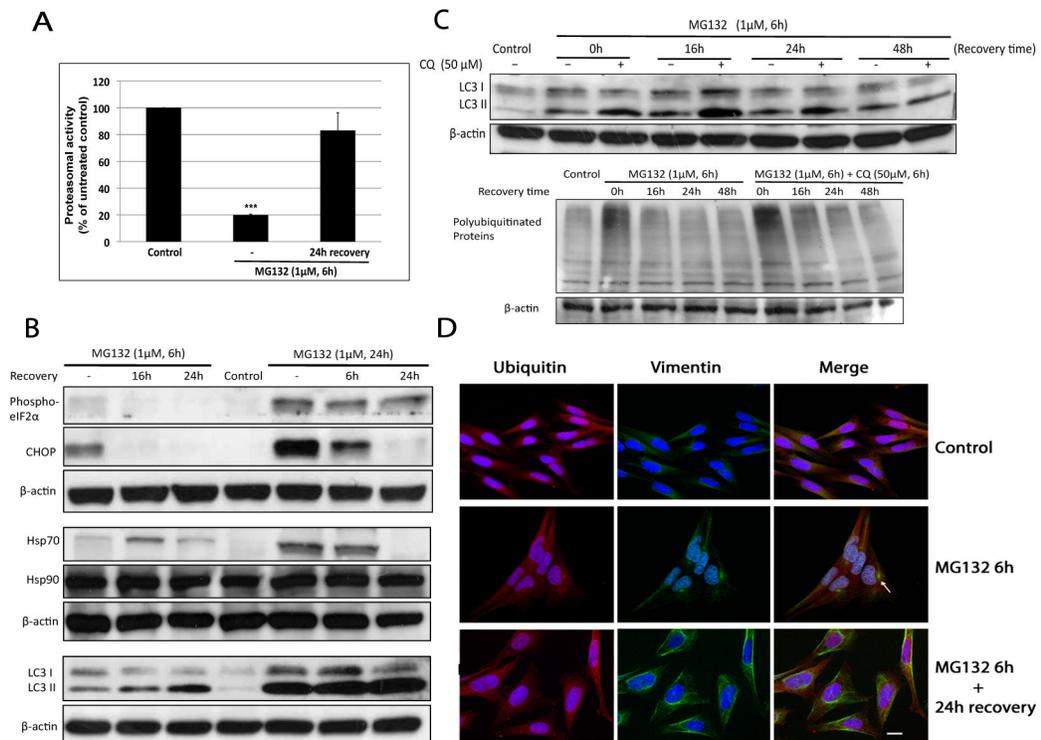 A
120
100
80
60
40
20
0
Proteasomal activity
(% of untreated control)
***
Control
-
24h recovery
MG132 (1μM, 6h)
B
MG132 (1μM, 6h)
MG132 (1μM, 24h)
Recovery
-
16h
24h
Control
-
6h
24h
Phospho-
eIF2α
CHOP
β-actin
Hsp70
Hsp90
β-actin
LC3 I
LC3 II
β-actin
C
MG132 (1μM, 6h)
Control
0h
16h
24h
48h
(Recovery time)
CQ (50 μM)
–
–
+
–
+
–
+
-
+
LC3 I
LC3 II
β-actin
Control
MG132 (1μM, 6h)
MG132 (1μM, 6h) + CQ (50μM, 6h)
Recovery time
0h
16h
24h
48h
0h
16h
24h
48h
Polyubiquitinated
Proteins
β-actin
D
Ubiquitin
Vimentin
Merge
Control
MG132 6h
MG132 6h
+
24h recovery